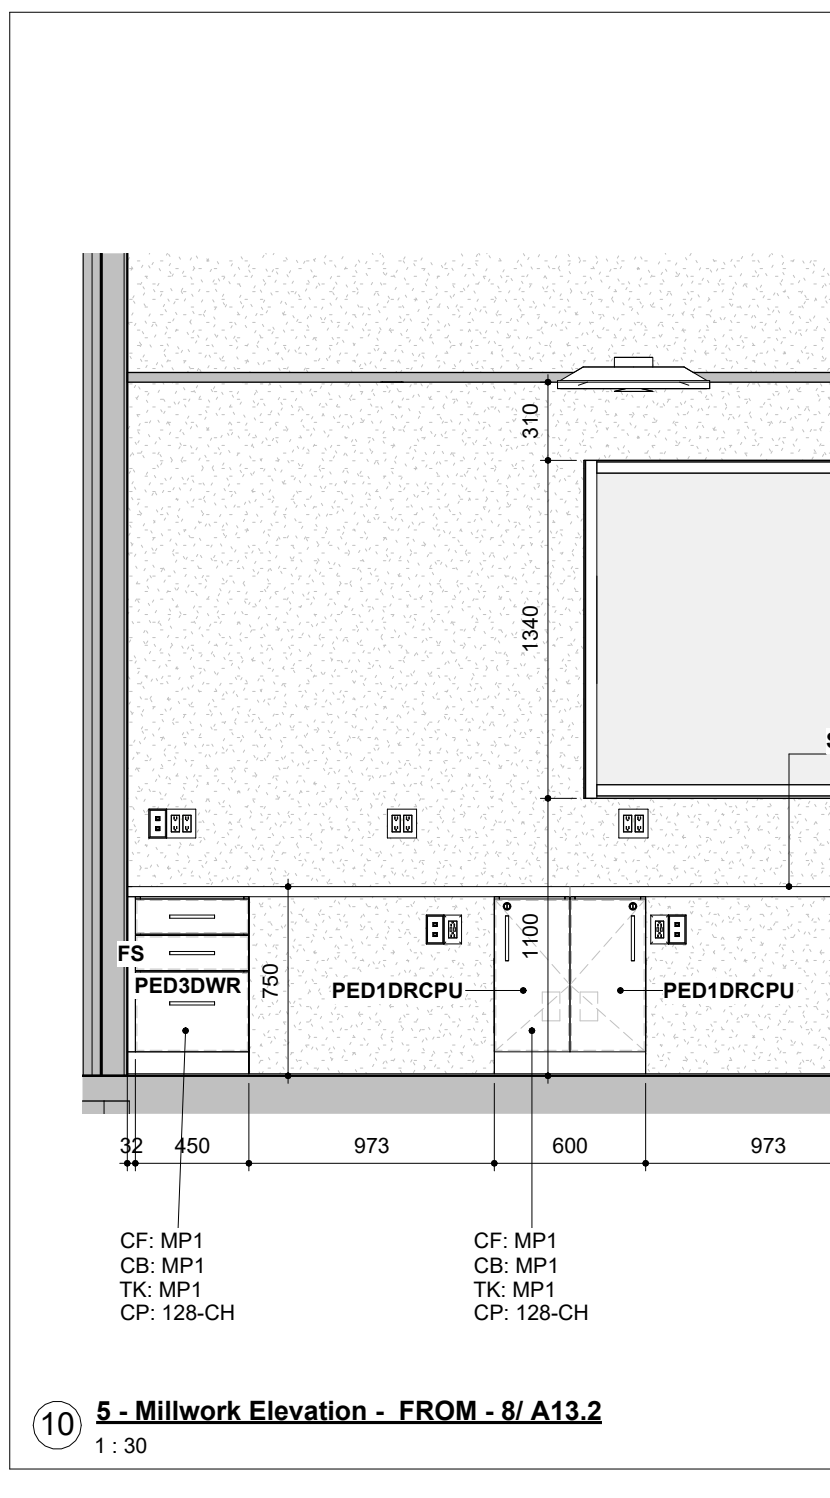 310
1340
S
1100
750
FS
PED3DWR
PED1DRCPU
PED1DRCPU
32
450
973
600
973
CF: MP1
CB: MP1
TK: MP1
CP: 128-CH
CF: MP1
CB: MP1
TK: MP1
CP: 128-CH
10
5 - Millwork Elevation - FROM - 8/ A13.2
1 : 30